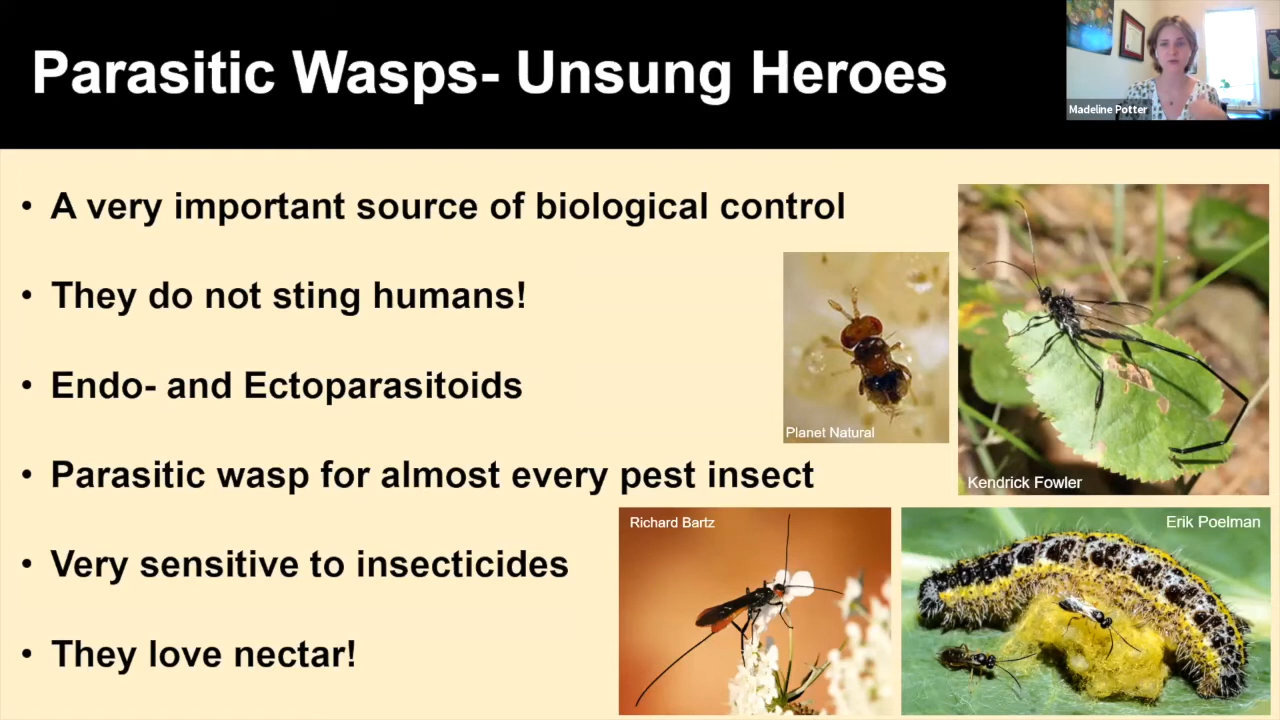 Parasitic Wasps- Unsung Heroes
Madeline Potter
• A very important source of biological control
• They do not sting humans!
• Endo- and Ectoparasitoids
• Parasitic wasp for almost every pest insect
• Very sensitive to insecticides
• They love nectar!
Planet Natural
Kendrick Fowler
Richard Bartz
Erik Poelman